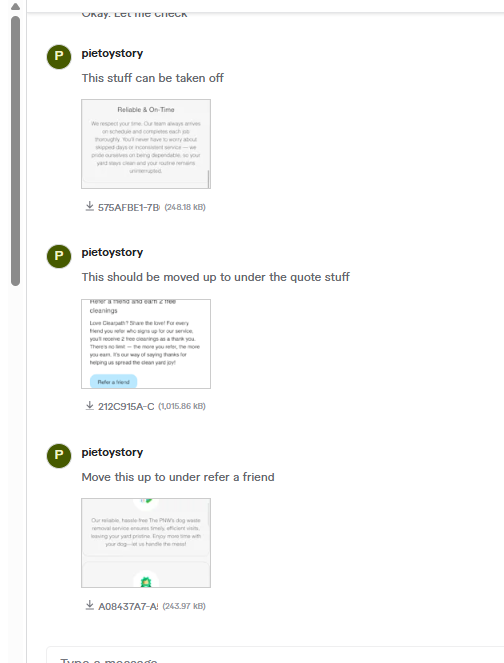 Okay. Let me check
P
pietoystory
This stuff can be taken off
Reliable & On-Time
We respect your time. Our team always arrives
on schedule and completes each job
thoroughly. You'll never have to worry about
skipped days or inconsistent service — we
pride ourselves on being dependable, so your
yard stays clean and your routine remains
uninterrupted.
575AFBE1-7B (248.18 kB)
P
pietoystory
This should be moved up to under the quote stuff
Refer a friend and earn 2 free
cleanings
Love Clearpath? Share the love! For every
friend you refer who signs up for our service,
you'll receive 2 free cleanings as a thank you.
There's no limit — the more you refer, the more
you earn. It's our way of saying thanks for
helping us spread the clean yard joy!
Refer a friend
212C915A-C (1,015.86 kB)
P
pietoystory
Move this up to under refer a friend
Our reliable, hassle free The PNW's dog waste
removal service ensures timely, efficient visits,
leaving your yard pristine. Enjoy more time with
your dog—let us handle the mess!
A08437A7-A (243.97 kB)
Type a message